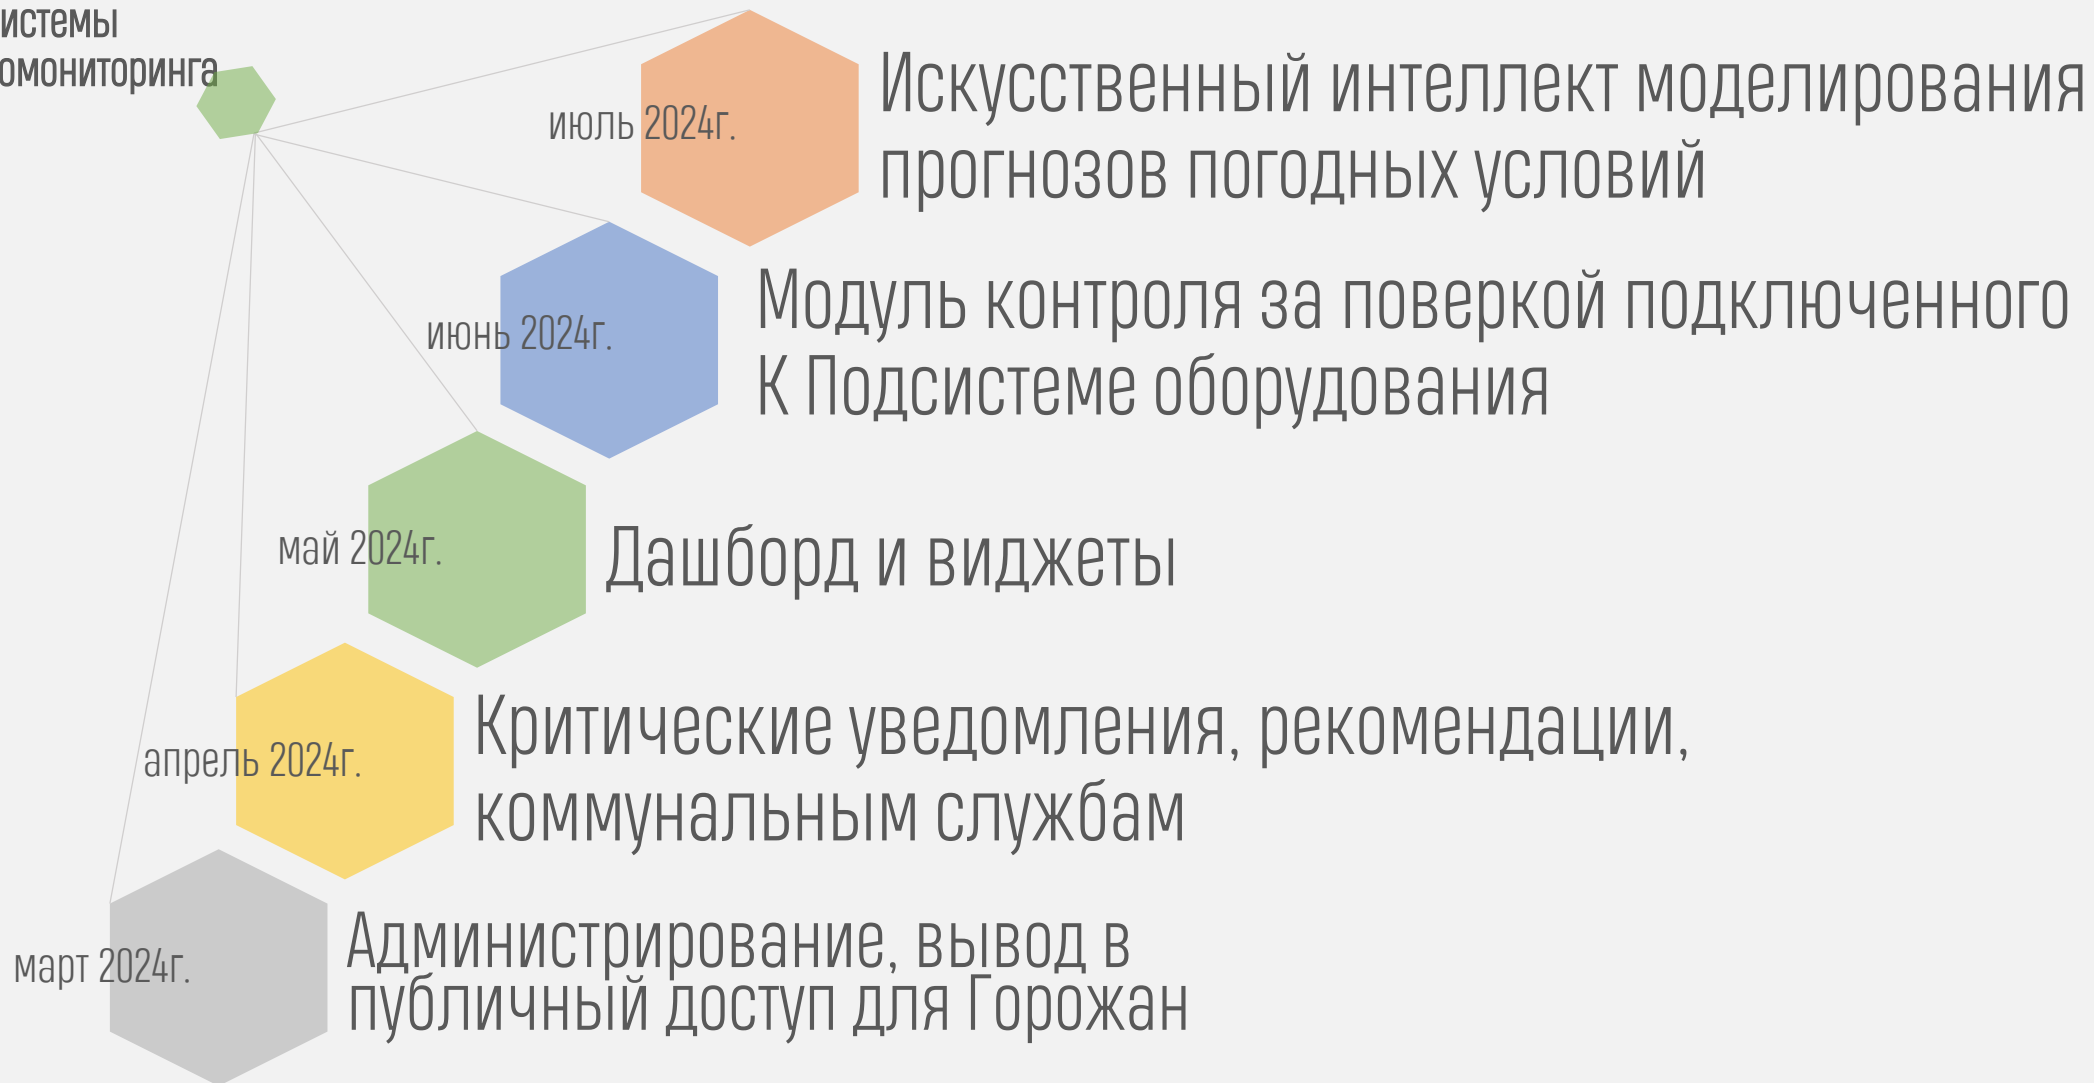 истемы
омониторинга
июль 2024г.
Искусственный интеллект моделирования
прогнозов погодных условий
июнь 2024г.
Модуль контроля за поверкой подключенного
К Подсистеме оборудования
май 2024г.
Дашборд и виджеты
апрель 2024г.
Критические уведомления, рекомендации,
коммунальным службам
март 2024г.
Администрирование, вывод в
публичный доступ для Горожан